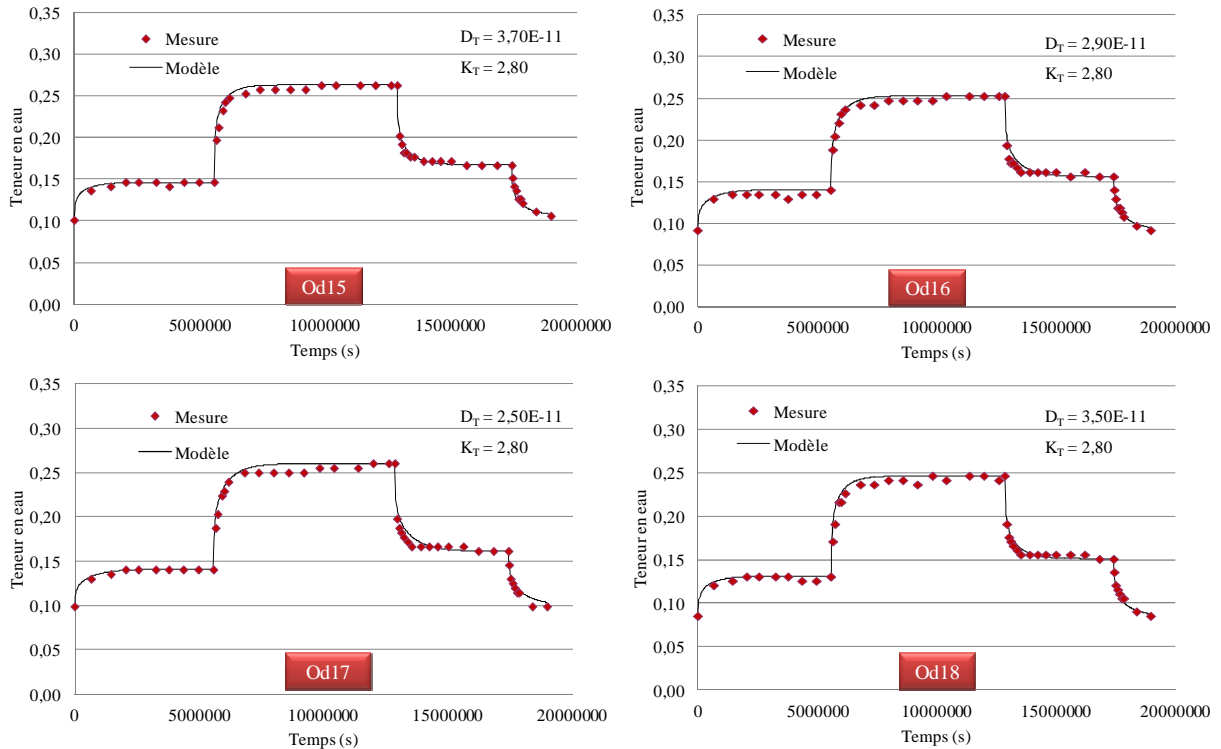 0,35
0,30
0,25
0,20
0,15
0,10
0,05
0,00
Teneur en eau
Mesure
Modèle
D_T = 3,70E-11
K_T = 2,80
Od15
0
5000000
10000000
15000000
20000000
Temps (s)
0,35
0,30
0,25
0,20
0,15
0,10
0,05
0,00
Teneur en eau
Mesure
Modèle
D_T = 2,90E-11
K_T = 2,80
Od16
0
5000000
10000000
15000000
20000000
Temps (s)
0,35
0,30
0,25
0,20
0,15
0,10
0,05
0,00
Teneur en eau
Mesure
Modèle
D_T = 2,50E-11
K_T = 2,80
Od17
0
5000000
10000000
15000000
20000000
Temps (s)
0,35
0,30
0,25
0,20
0,15
0,10
0,05
0,00
Teneur en eau
Mesure
Modèle
D_T = 3,50E-11
K_T = 2,80
Od18
0
5000000
10000000
15000000
20000000
Temps (s)